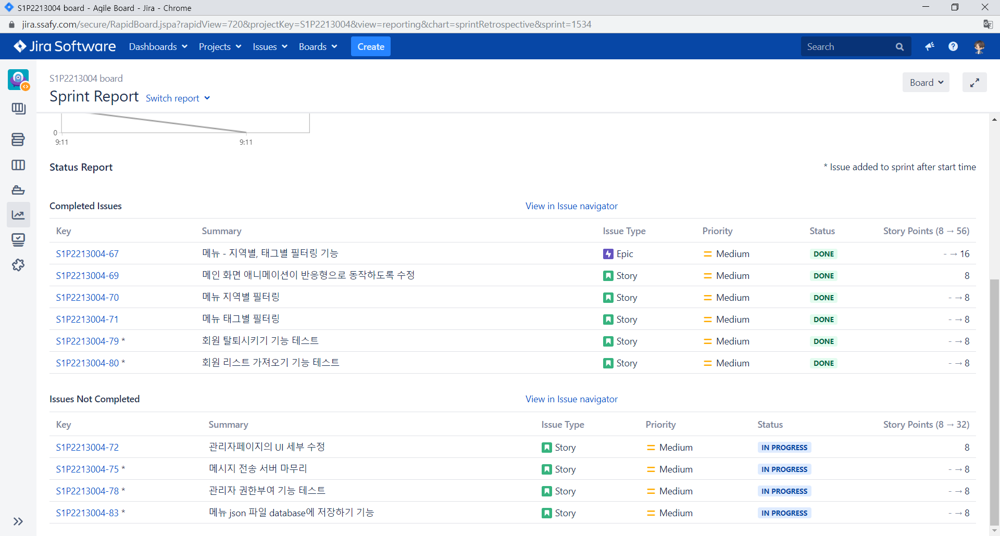 S1P2213004 board - Agile Board - Jira - Chrome
jira.ssafy.com/secure/RapidBoard.jspa?rapidView=720&projectKey=S1P2213004&view=reporting&chart=sprintRetrospective&sprint=1534
Jira Software Dashboards Projects Issues Boards Create Search
S1P2213004 board
Board
Sprint Report Switch report
0
9:11 9:11
Status Report * Issue added to sprint after start time
Completed Issues View in Issue navigator
Key Summary Issue Type Priority Status Story Points (8 → 56)
S1P2213004-67 메뉴 - 지역별, 태그별 필터링 기능 Epic Medium DONE - → 16
S1P2213004-69 메인 화면 애니메이션이 반응형으로 동작하도록 수정 Story Medium DONE 8
S1P2213004-70 메뉴 지역별 필터링 Story Medium DONE - → 8
S1P2213004-71 메뉴 태그별 필터링 Story Medium DONE - → 8
S1P2213004-79 * 회원 탈퇴시키기 기능 테스트 Story Medium DONE - → 8
S1P2213004-80 * 회원 리스트 가져오기 기능 테스트 Story Medium DONE - → 8
Issues Not Completed View in Issue navigator
Key Summary Issue Type Priority Status Story Points (8 → 32)
S1P2213004-72 관리자페이지의 UI 세부 수정 Story Medium IN PROGRESS 8
S1P2213004-75 * 메시지 전송 서버 마무리 Story Medium IN PROGRESS - → 8
S1P2213004-78 * 관리자 권한부여 기능 테스트 Story Medium IN PROGRESS - → 8
S1P2213004-83 * 메뉴 json 파일 database에 저장하기 기능 Story Medium IN PROGRESS - → 8